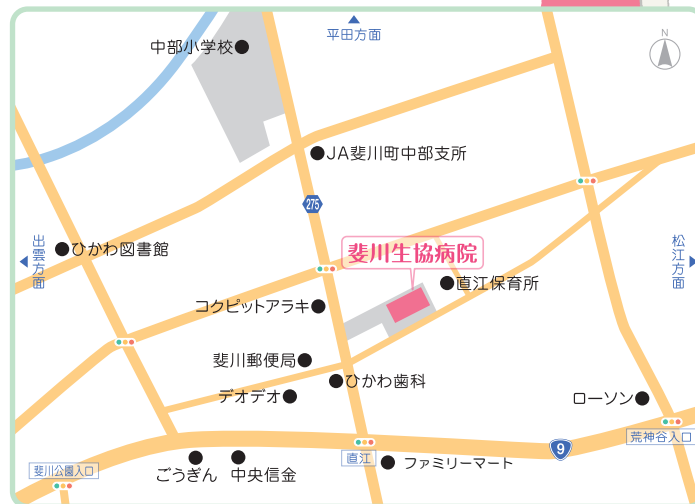 平田方面
N
中部小学校
JA斐川町中部支所
275
出雲方面
ひかわ図書館
斐川生協病院
松江方面
直江保育所
コクピットアラキ
斐川郵便局
ひかわ歯科
デオデオ
ローソン
荒神谷入口
9
直江
ファミリーマート
斐川公園入口
ごうぎん
中央信金